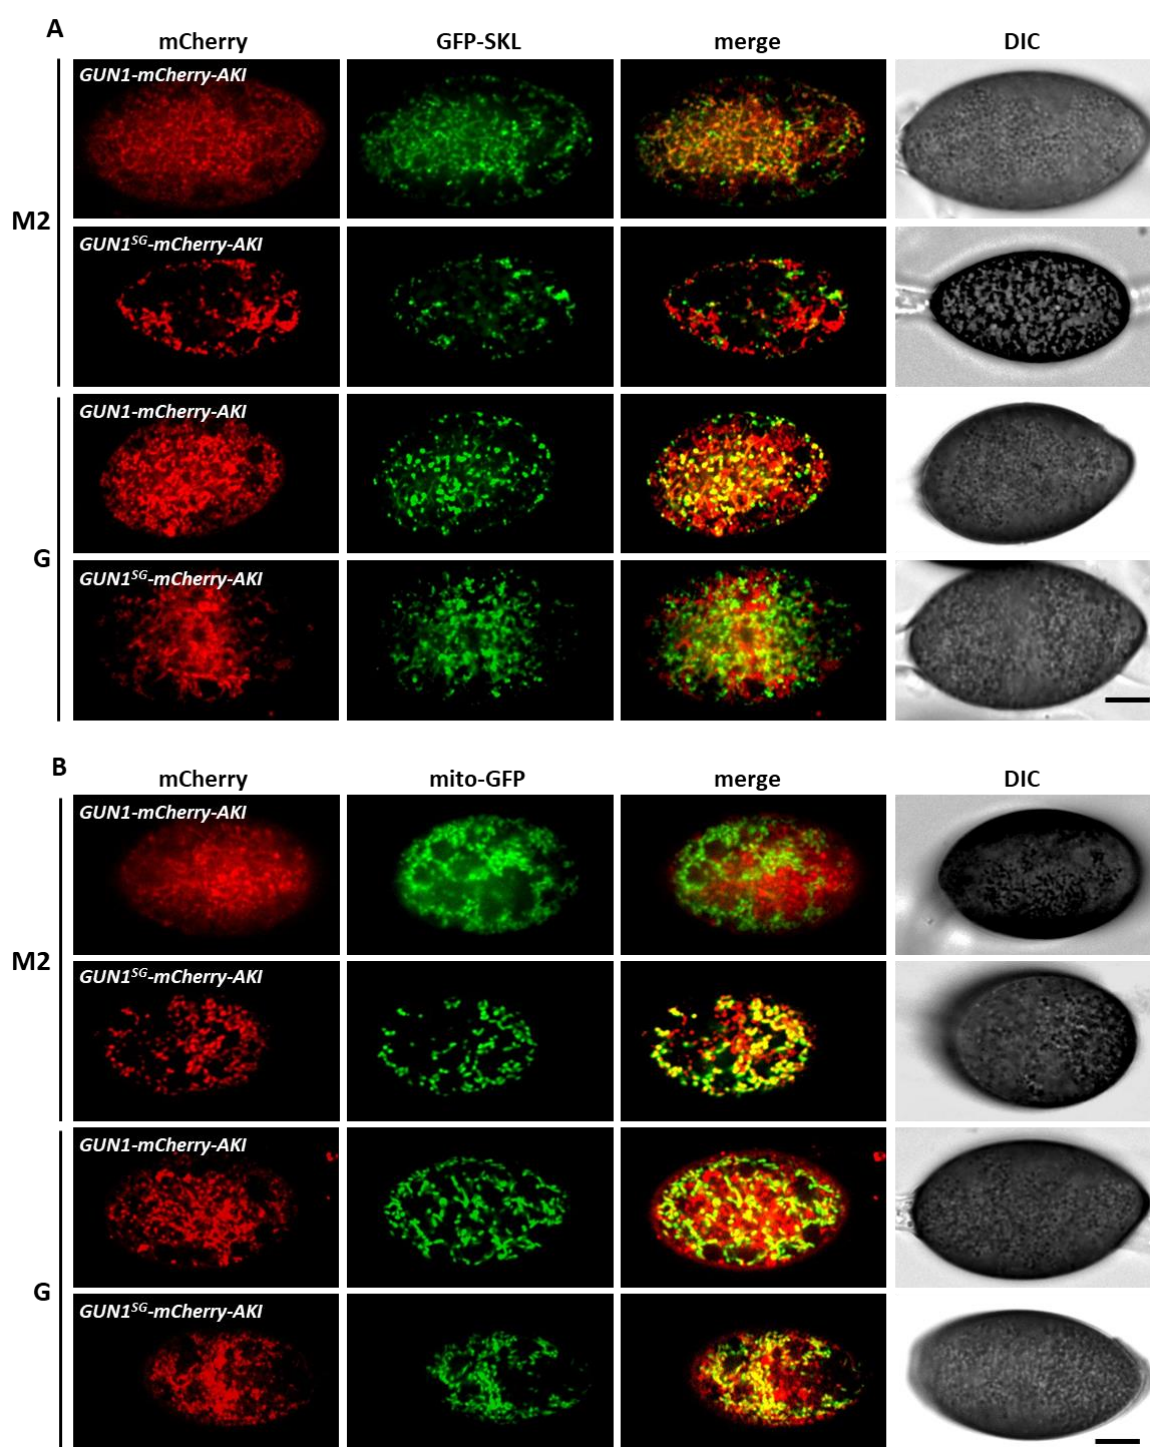 A
mCherry GFP-SKL merge DIC
GUN1-mCherry-AKI
M2
GUN1SG-mCherry-AKI
GUN1-mCherry-AKI
G
GUN1SG-mCherry-AKI
B
mCherry mito-GFP merge DIC
GUN1-mCherry-AKI
M2
GUN1SG-mCherry-AKI
GUN1-mCherry-AKI
G
GUN1SG-mCherry-AKI